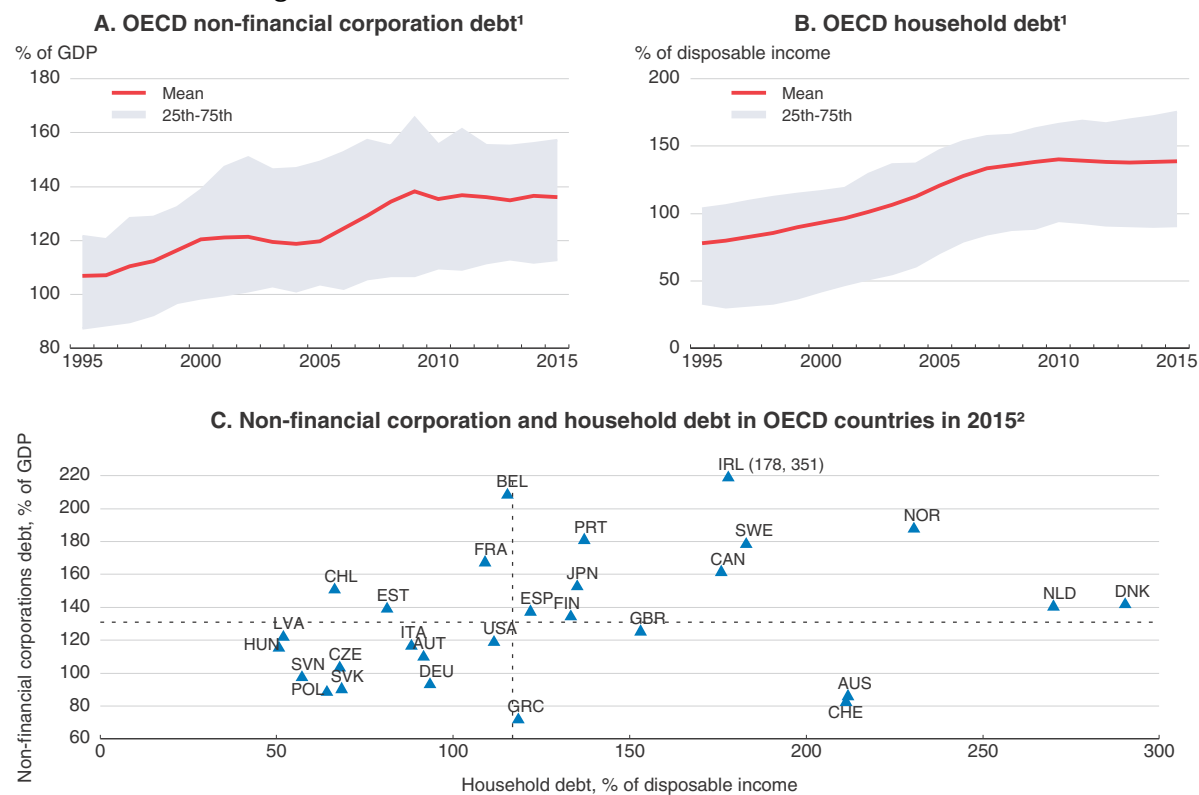 A. OECD non-financial corporation debt¹
% of GDP
180
160
140
120
100
80
Mean
25th-75th
1995 2000 2005 2010 2015
B. OECD household debt¹
% of disposable income
200
150
100
50
0
Mean
25th-75th
1995 2000 2005 2010 2015
C. Non-financial corporation and household debt in OECD countries in 2015²
Non-financial corporations debt, % of GDP
220
200
180
160
140
120
100
80
60
IRL (178, 351)
BEL
NOR
PRT
SWE
FRA
CAN
CHL
JPN
EST
ESP
FIN
NLD
DNK
LVA
GBR
HUN
ITA
USA
AUT
CZE
SVN
SVK
DEU
POL
AUS
GRC
CHE
0 50 100 150 200 250 300
Household debt, % of disposable income